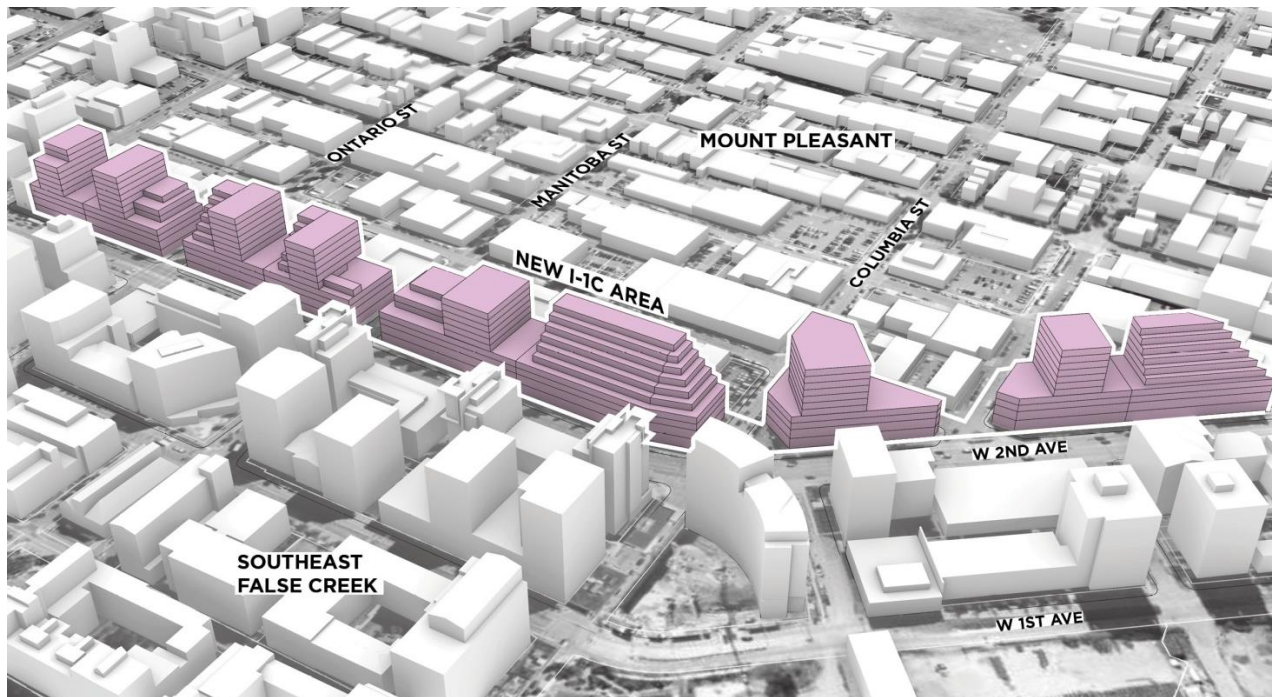 ONTARIO ST
MANITOBA ST
MOUNT PLEASANT
COLUMBIA ST
NEW I-1C AREA
W 2ND AVE
SOUTHEAST
FALSE CREEK
W 1ST AVE